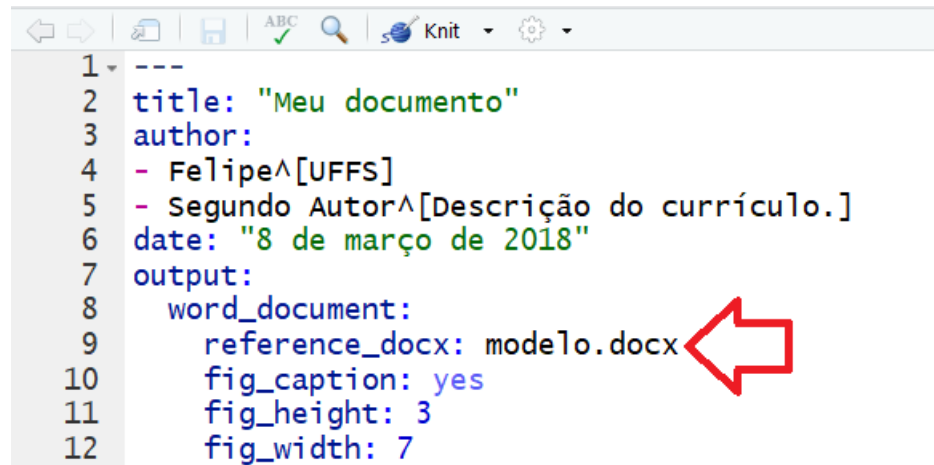 ABC Knit
1 ---
2 title: "Meu documento"
3 author:
4 - Felipe^[UFFS]
5 - Segundo Autor^[Descrição do currículo.]
6 date: "8 de março de 2018"
7 output:
8 word_document:
9 reference_docx: modelo.docx
10 fig_caption: yes
11 fig_height: 3
12 fig_width: 7